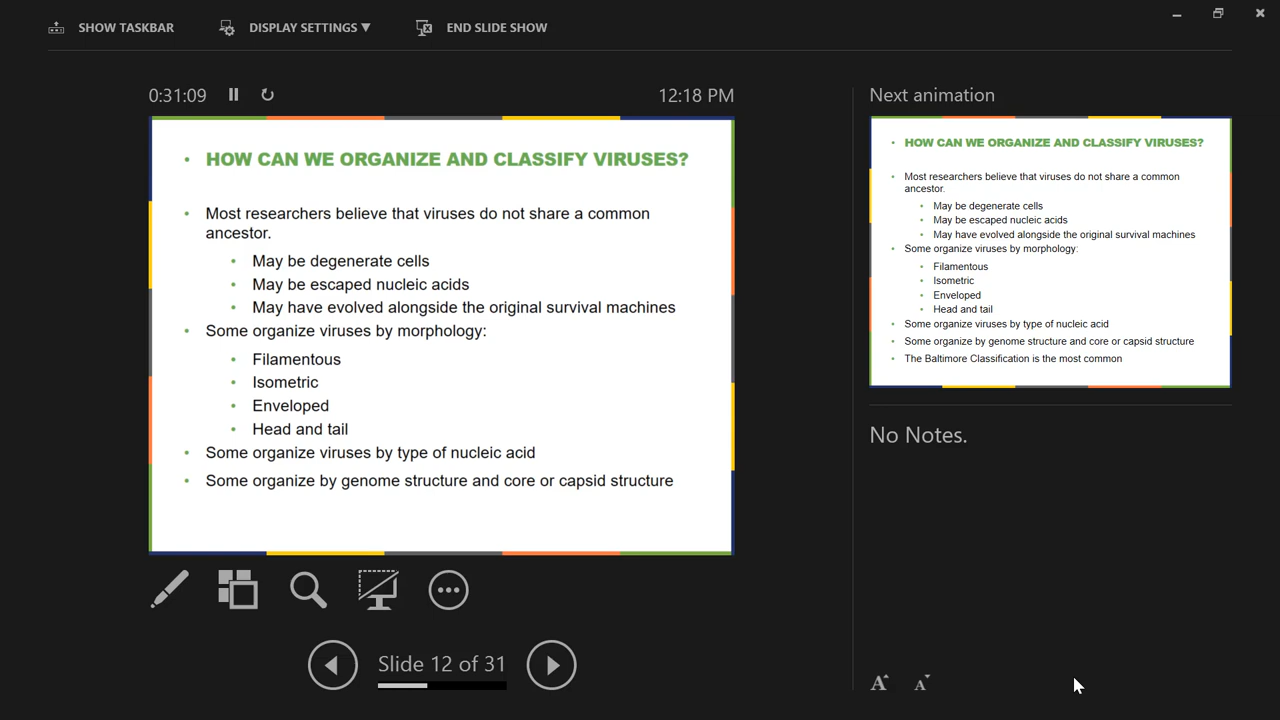 SHOW TASKBAR
DISPLAY SETTINGS ▼
END SLIDE SHOW
0:31:09
12:18 PM
• HOW CAN WE ORGANIZE AND CLASSIFY VIRUSES?
• Most researchers believe that viruses do not share a common
ancestor.
• May be degenerate cells
• May be escaped nucleic acids
• May have evolved alongside the original survival machines
• Some organize viruses by morphology:
• Filamentous
• Isometric
• Enveloped
• Head and tail
• Some organize viruses by type of nucleic acid
• Some organize by genome structure and core or capsid structure
Slide 12 of 31
Next animation
• HOW CAN WE ORGANIZE AND CLASSIFY VIRUSES?
• Most researchers believe that viruses do not share a common
ancestor.
• May be degenerate cells
• May be escaped nucleic acids
• May have evolved alongside the original survival machines
• Some organize viruses by morphology:
• Filamentous
• Isometric
• Enveloped
• Head and tail
• Some organize viruses by type of nucleic acid
• Some organize by genome structure and core or capsid structure
• The Baltimore Classification is the most common
No Notes.
A A